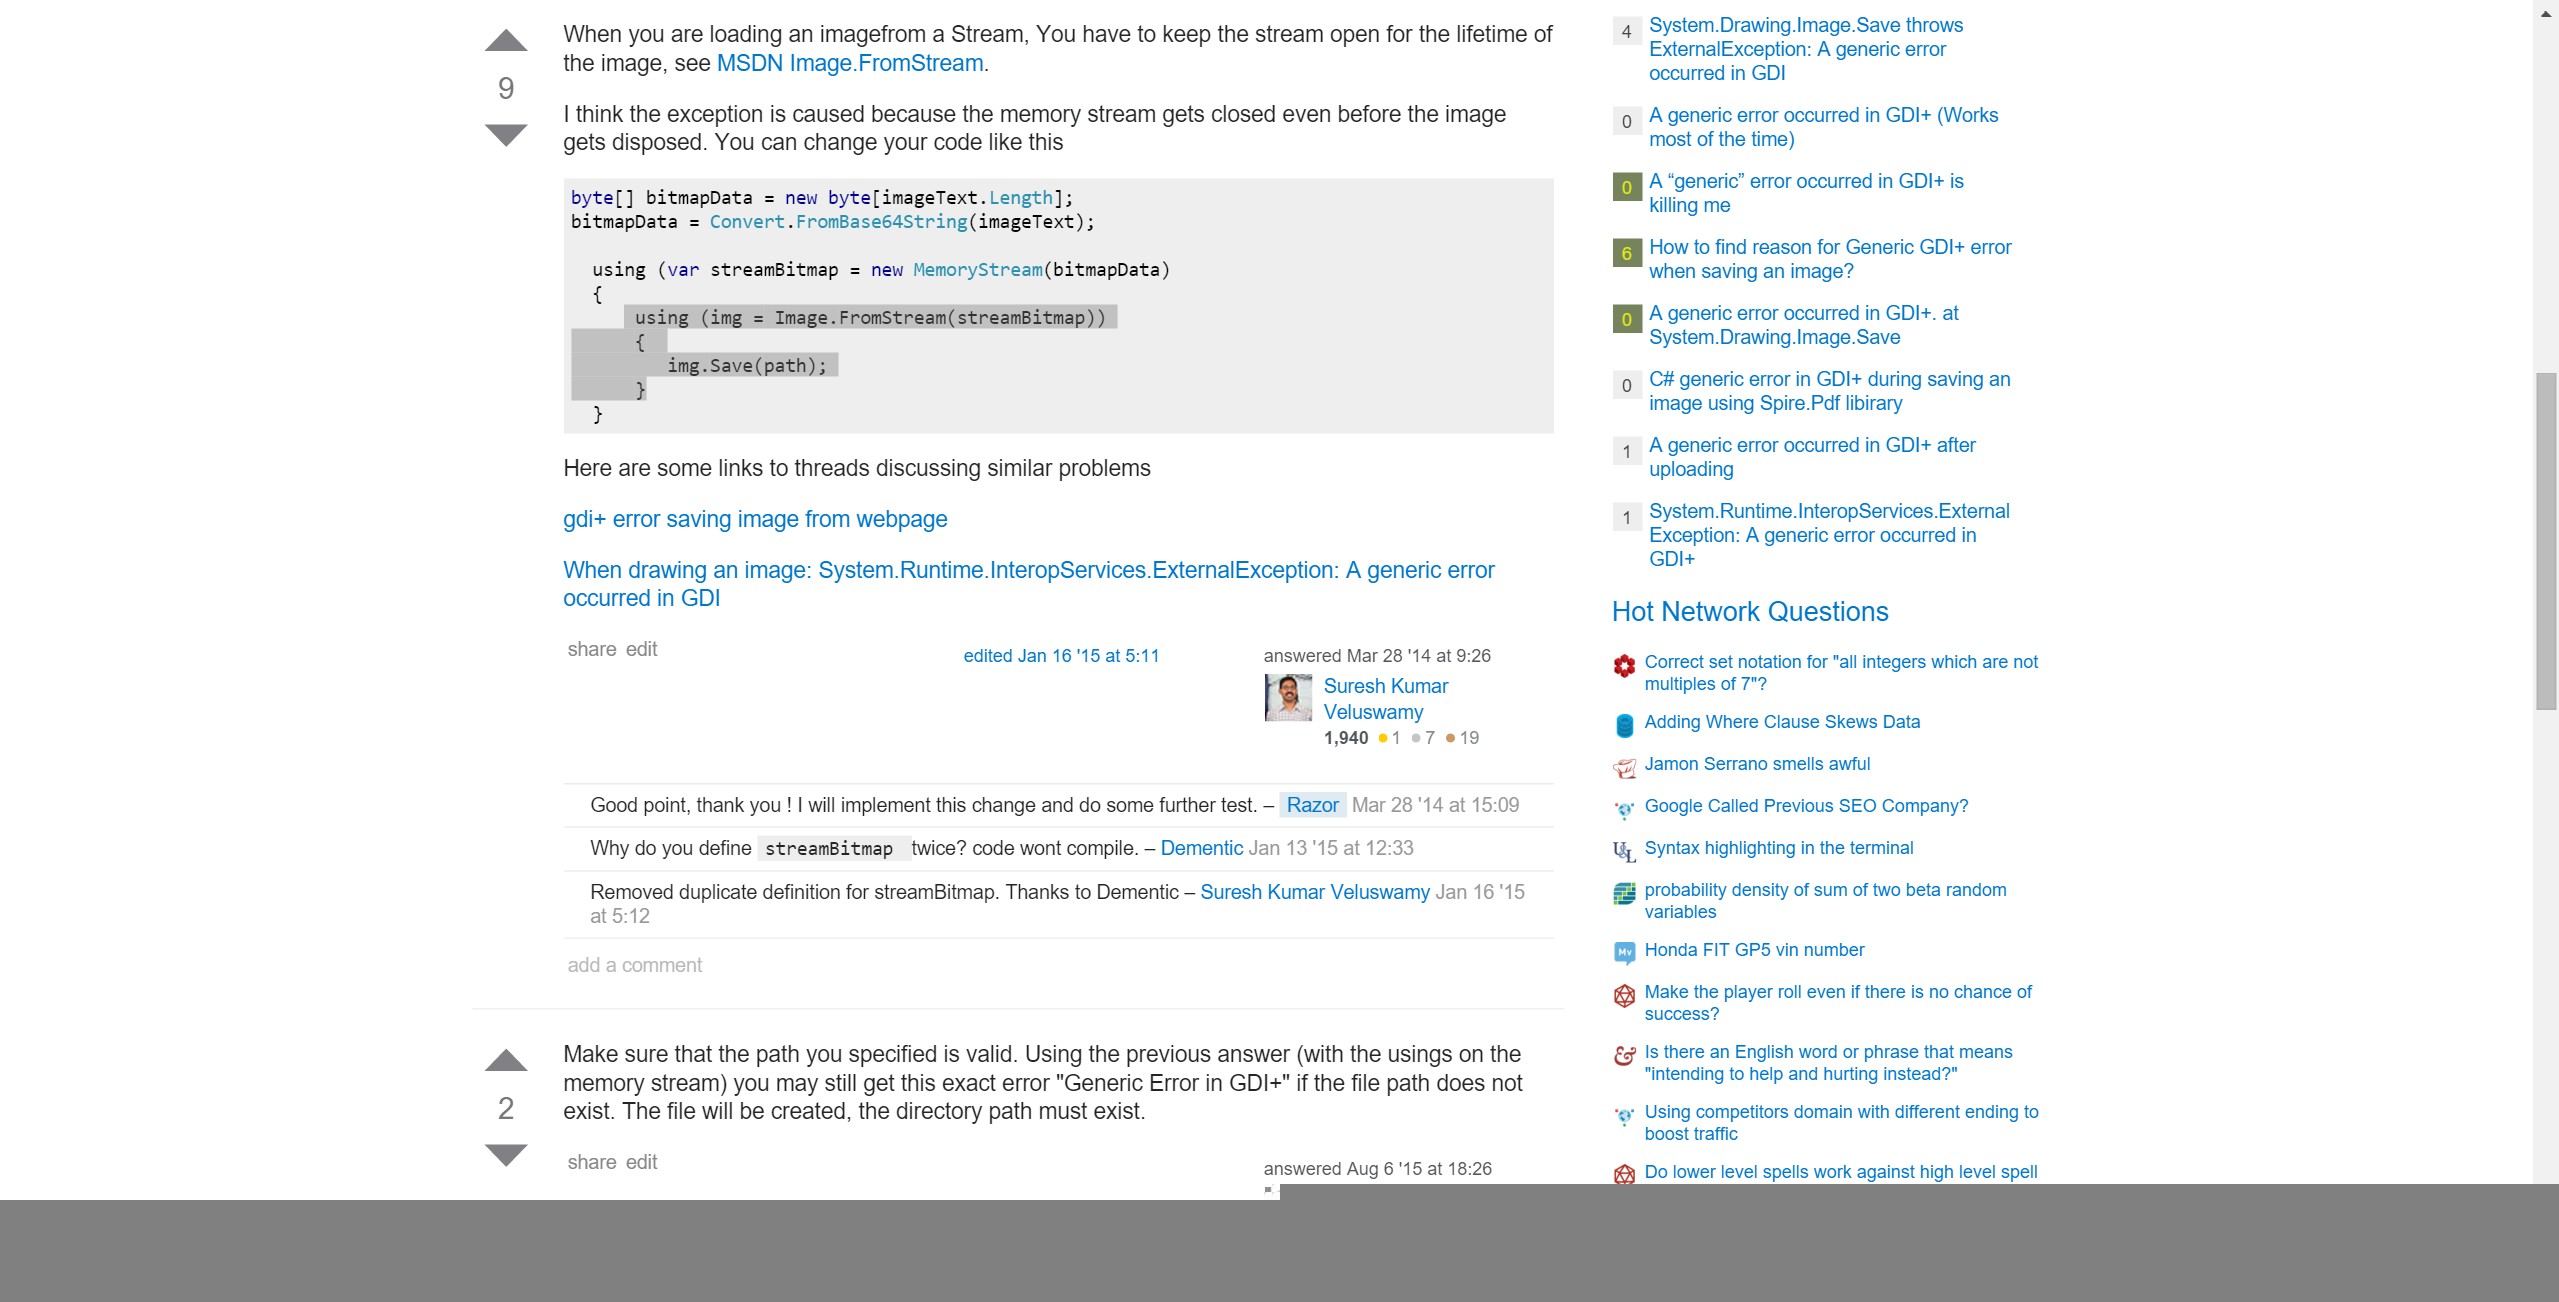 When you are loading an imagefrom a Stream, You have to keep the stream open for the lifetime of
the image, see MSDN Image.FromStream.
9
I think the exception is caused because the memory stream gets closed even before the image
gets disposed. You can change your code like this
byte[] bitmapData = new byte[imageText.Length];
bitmapData = Convert.FromBase64String(imageText);
using (var streamBitmap = new MemoryStream(bitmapData)
{
using (img = Image.FromStream(streamBitmap))
{
img.Save(path);
}
}
Here are some links to threads discussing similar problems
gdi+ error saving image from webpage
When drawing an image: System.Runtime.InteropServices.ExternalException: A generic error
occurred in GDI
share edit
edited Jan 16 '15 at 5:11
answered Mar 28 '14 at 9:26
Suresh Kumar
Veluswamy
1,940 1 7 19
Good point, thank you ! I will implement this change and do some further test. – Razor Mar 28 '14 at 15:09
Why do you define streamBitmap twice? code wont compile. – Dementic Jan 13 '15 at 12:33
Removed duplicate definition for streamBitmap. Thanks to Dementic – Suresh Kumar Veluswamy Jan 16 '15
at 5:12
add a comment
Make sure that the path you specified is valid. Using the previous answer (with the usings on the
memory stream) you may still get this exact error "Generic Error in GDI+" if the file path does not
exist. The file will be created, the directory path must exist.
2
share edit
answered Aug 6 '15 at 18:26
4 System.Drawing.Image.Save throws
ExternalException: A generic error
occurred in GDI
0 A generic error occurred in GDI+ (Works
most of the time)
0 A “generic” error occurred in GDI+ is
killing me
6 How to find reason for Generic GDI+ error
when saving an image?
0 A generic error occurred in GDI+. at
System.Drawing.Image.Save
0 C# generic error in GDI+ during saving an
image using Spire.Pdf libirary
1 A generic error occurred in GDI+ after
uploading
1 System.Runtime.InteropServices.External
Exception: A generic error occurred in
GDI+
Hot Network Questions
Correct set notation for "all integers which are not
multiples of 7"?
Adding Where Clause Skews Data
Jamon Serrano smells awful
Google Called Previous SEO Company?
U&L Syntax highlighting in the terminal
probability density of sum of two beta random
variables
Mv Honda FIT GP5 vin number
Make the player roll even if there is no chance of
success?
Is there an English word or phrase that means
"intending to help and hurting instead?"
Using competitors domain with different ending to
boost traffic
Do lower level spells work against high level spell